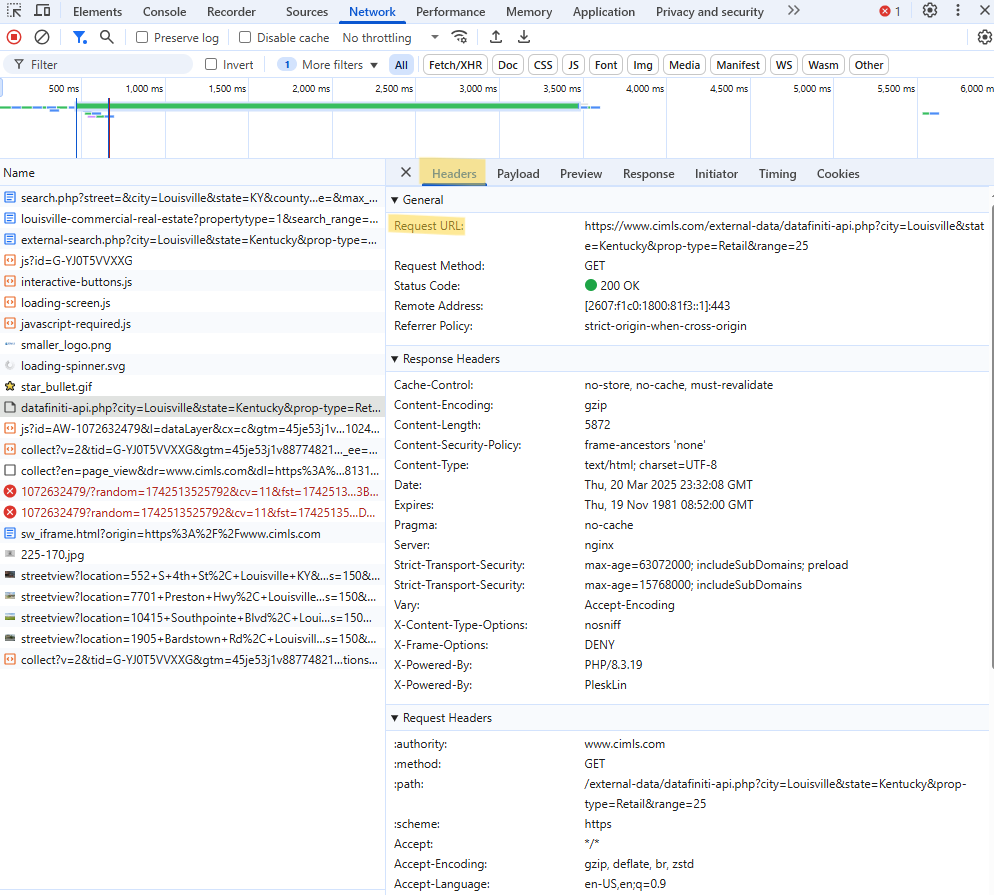 Elements Console Recorder Sources Network Performance Memory Application Privacy and security 1
Preserve log Disable cache No throttling
Filter Invert 1 More filters All Fetch/XHR Doc CSS JS Font Img Media Manifest WS Wasm Other
500 ms 1,000 ms 1,500 ms 2,000 ms 2,500 ms 3,000 ms 3,500 ms 4,000 ms 4,500 ms 5,000 ms 5,500 ms 6,000 m
Name
search.php?street=&city=Louisville&state=KY&county...e=&max_...
louisville-commercial-real-estate?propertytype=1&search_range=...
external-search.php?city=Louisville&state=Kentucky&prop-type=...
js?id=G-YJ0T5VVXXG
interactive-buttons.js
loading-screen.js
javascript-required.js
smaller_logo.png
loading-spinner.svg
star_bullet.gif
datafiniti-api.php?city=Louisville&state=Kentucky&prop-type=Ret...
js?id=AW-1072632479&l=dataLayer&cx=c&gtm=45je53j1v...1024...
collect?v=2&tid=G-YJ0T5VVXXG&gtm=45je53j1v88774821..._ee=...
collect?en=page_view&dr=www.cimls.com&dl=https%3A%...8131...
1072632479/?random=1742513525792&cv=11&fst=1742513...3B...
1072632479?random=1742513525792&cv=11&fst=17425135...D...
sw_iframe.html?origin=https%3A%2F%2Fwww.cimls.com
225-170.jpg
streetview?location=552+S+4th+St%2C+Louisville+KY&...s=150&...
streetview?location=7701+Preston+Hwy%2C+Louisville...s=150&...
streetview?location=10415+Southpointe+Blvd%2C+Loui...s=150...
streetview?location=1905+Bardstown+Rd%2C+Louisvill...s=150&...
collect?v=2&tid=G-YJ0T5VVXXG&gtm=45je53j1v88774821...tions...
Headers Payload Preview Response Initiator Timing Cookies
General
Request URL: https://www.cimls.com/external-data/datafiniti-api.php?city=Louisville&stat
e=Kentucky&prop-type=Retail&range=25
Request Method: GET
Status Code: 200 OK
Remote Address: [2607:f1c0:1800:81f3::1]:443
Referrer Policy: strict-origin-when-cross-origin
Response Headers
Cache-Control: no-store, no-cache, must-revalidate
Content-Encoding: gzip
Content-Length: 5872
Content-Security-Policy: frame-ancestors 'none'
Content-Type: text/html; charset=UTF-8
Date: Thu, 20 Mar 2025 23:32:08 GMT
Expires: Thu, 19 Nov 1981 08:52:00 GMT
Pragma: no-cache
Server: nginx
Strict-Transport-Security: max-age=63072000; includeSubDomains; preload
Strict-Transport-Security: max-age=15768000; includeSubDomains
Vary: Accept-Encoding
X-Content-Type-Options: nosniff
X-Frame-Options: DENY
X-Powered-By: PHP/8.3.19
X-Powered-By: PleskLin
Request Headers
:authority: www.cimls.com
:method: GET
:path: /external-data/datafiniti-api.php?city=Louisville&state=Kentucky&prop-
type=Retail&range=25
:scheme: https
Accept: */*
Accept-Encoding: gzip, deflate, br, zstd
Accept-Language: en-US,en;q=0.9